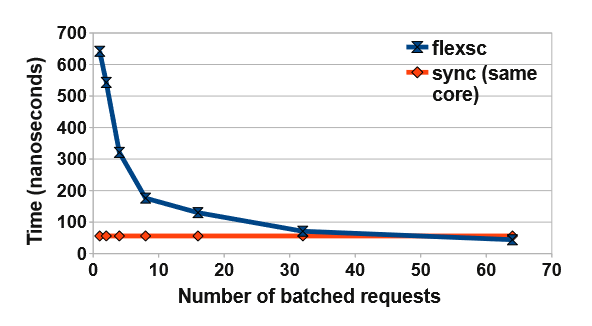 700
600
500
400
300
200
100
0
Time (nanoseconds)
flexsc
sync (same
core)
0 10 20 30 40 50 60 70
Number of batched requests